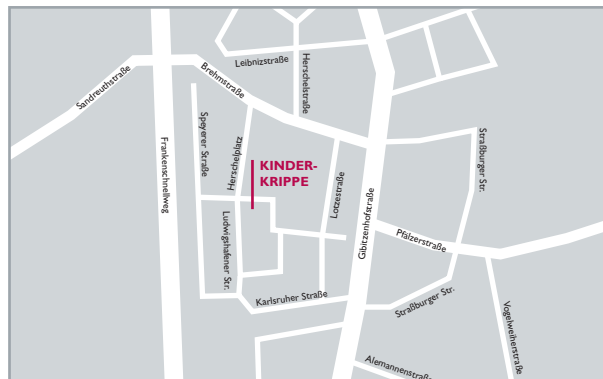 Leibnizstraße
Herschelstraße
Brehmstraße
Sandreuthstraße
Speyerer Straße
Frankenschnellweg
Herschelplatz
KINDER-
KRIPPE
Lotzestraße
Straßburger Str.
Gibitzenhofstraße
Ludwigshafener Str.
Pfälzerstraße
Karlsruher Straße
Straßburger Str.
Vogelweiherstraße
Alemannenstraße